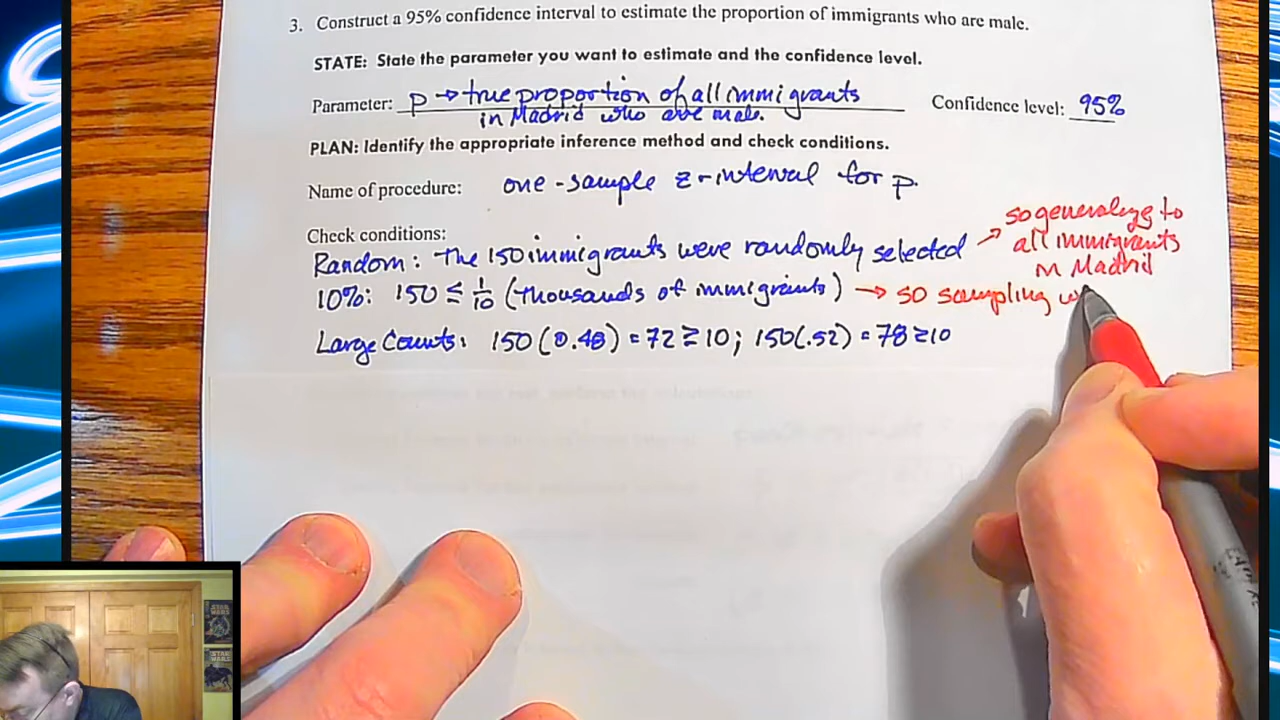 3. Construct a 95% confidence interval to estimate the proportion of immigrants who are male.
STATE: State the parameter you want to estimate and the confidence level.
Parameter: p → true proportion of all immigrants
in Madrid who are male.
Confidence level: 95%
PLAN: Identify the appropriate inference method and check conditions.
Name of procedure: one-sample z-interval for p.
Check conditions:
Random: The 150 immigrants were randomly selected → so generalize to
all immigrants
in Madrid
10%: 150 ≤ 1/10 (thousands of immigrants) → so sampling w
Large Counts: 150(0.48) = 72 ≥ 10; 150(.52) = 78 ≥ 10
STAR
WARS
STAR
WARS